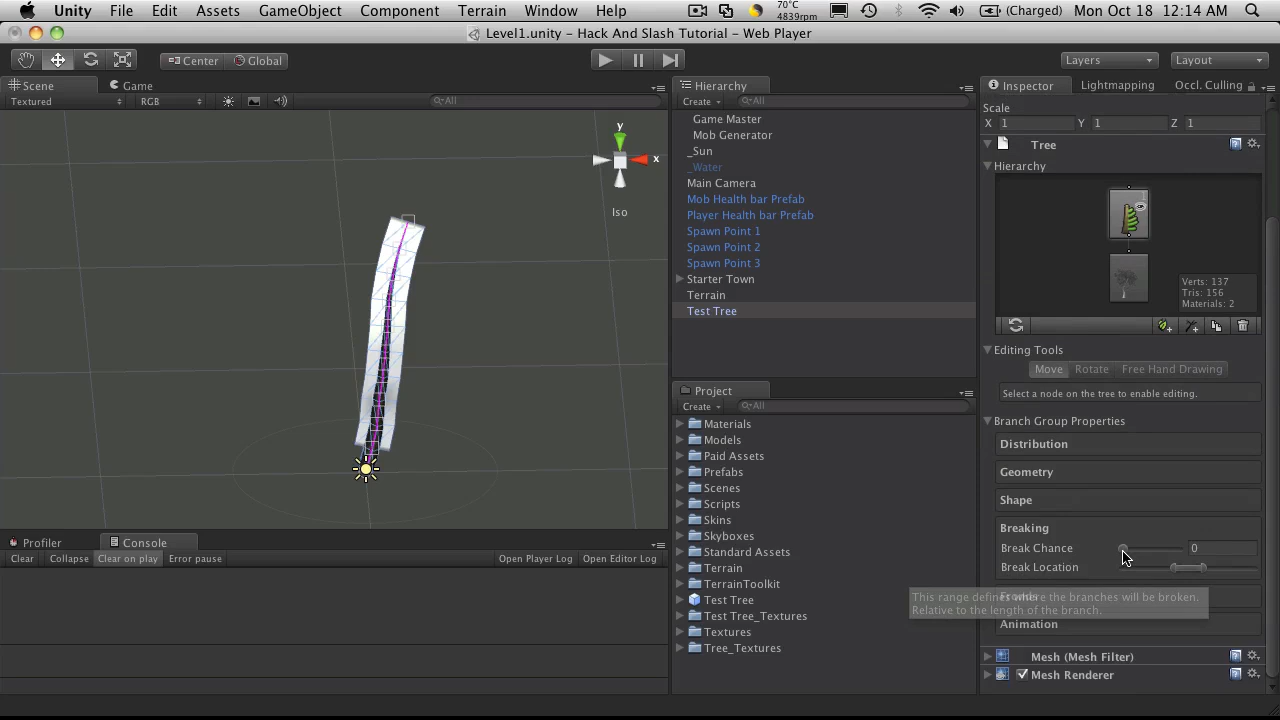 Unity File Edit Assets GameObject Component Terrain Window Help 70°C 4839rpm (Charged) Mon Oct 18 12:14 AM
Level1.unity - Hack And Slash Tutorial - Web Player
Center Global Layers Layout
Scene Game
Textured RGB All
y
x
Iso
Hierarchy
Create All
Game Master
Mob Generator
_Sun
_Water
Main Camera
Mob Health bar Prefab
Player Health bar Prefab
Spawn Point 1
Spawn Point 2
Spawn Point 3
Starter Town
Terrain
Test Tree
Project
Create All
Materials
Models
Paid Assets
Prefabs
Scenes
Scripts
Skins
Skyboxes
Standard Assets
Terrain
TerrainToolkit
Test Tree
Test Tree_Textures
Textures
Tree_Textures
Profiler Console
Clear Collapse Clear on play Error pause Open Player Log Open Editor Log
Inspector Lightmapping Occl. Culling
Scale
X 1 Y 1 Z 1
Tree
Hierarchy
1
Verts: 137
Tris: 156
Materials: 2
Editing Tools
Move Rotate Free Hand Drawing
Select a node on the tree to enable editing.
Branch Group Properties
Distribution
Geometry
Shape
Breaking
Break Chance 0
Break Location
Fronds
This range defines where the branches will be broken.
Relative to the length of the branch.
Animation
Mesh (Mesh Filter)
Mesh Renderer